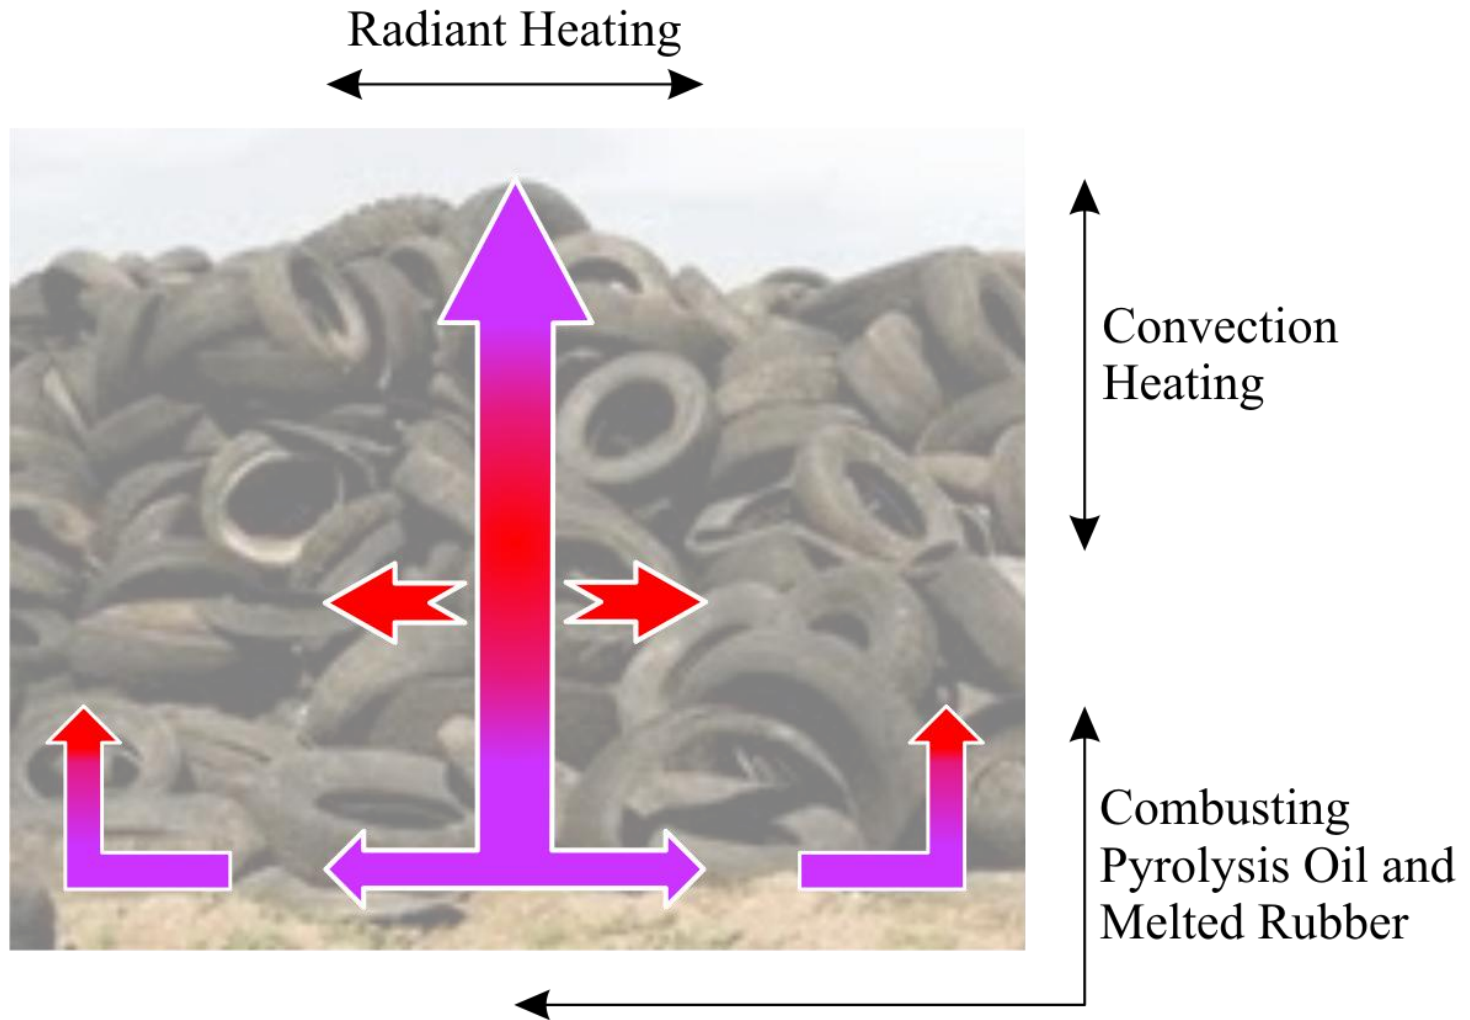 Radiant Heating
Convection
Heating
Combusting
Pyrolysis Oil and
Melted Rubber